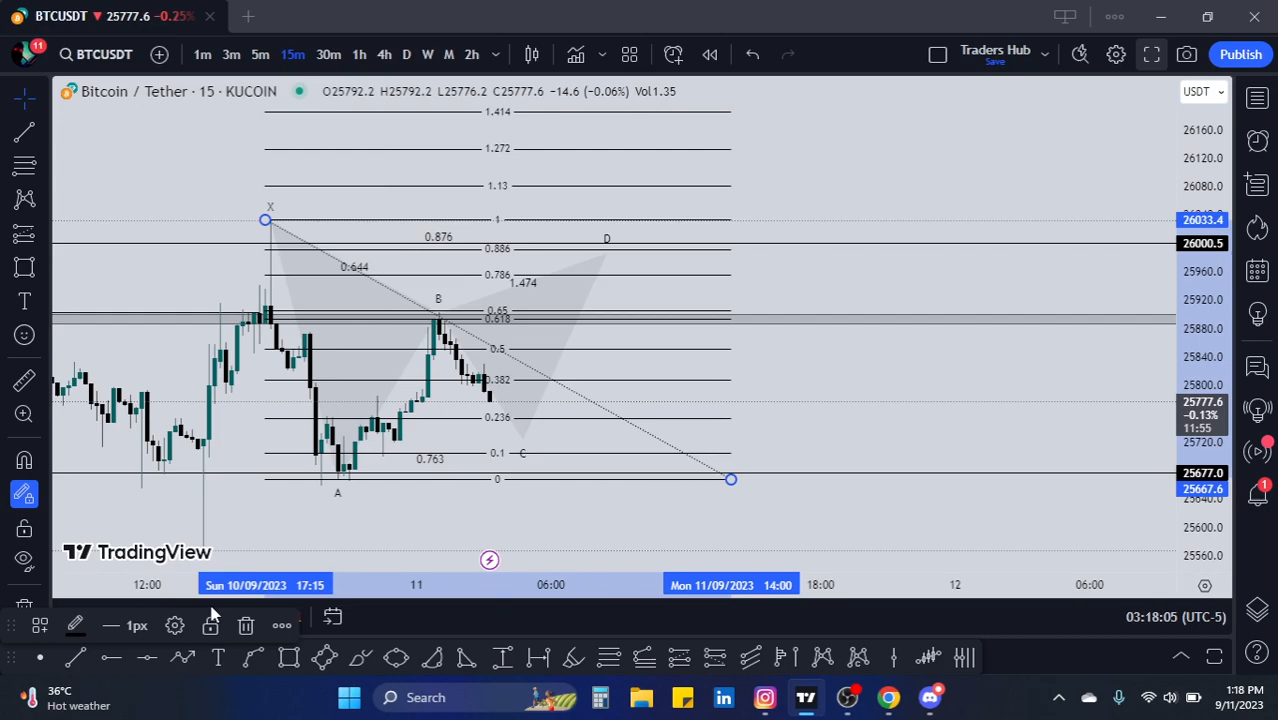 BTCUSDT ▼ 25777.6 -0.25%
11
BTCUSDT
1m 3m 5m 15m 30m 1h 4h D W M 2h
Traders Hub
Save
Publish
Bitcoin / Tether · 15 · KUCOIN
O25792.2 H25792.2 L25776.2 C25777.6 −14.6 (−0.06%) Vol1.35
USDT
1.414
1.272
1.13
X
1
0.876
D
0.886
0.644
0.786
1.474
B
0.65
0.618
0.5
0.382
0.236
0.1
C
0.763
0
A
26160.0
26120.0
26080.0
26033.4
26000.5
25960.0
25920.0
25880.0
25840.0
25800.0
25777.6
−0.13%
11:55
25720.0
25677.0
25667.6
25640.0
25600.0
25560.0
TradingView
12:00
Sun 10/09/2023 17:15
11
06:00
Mon 11/09/2023 14:00
18:00
12
06:00
1px
03:18:05 (UTC-5)
1
36°C
Hot weather
Search
1:18 PM
9/11/2023